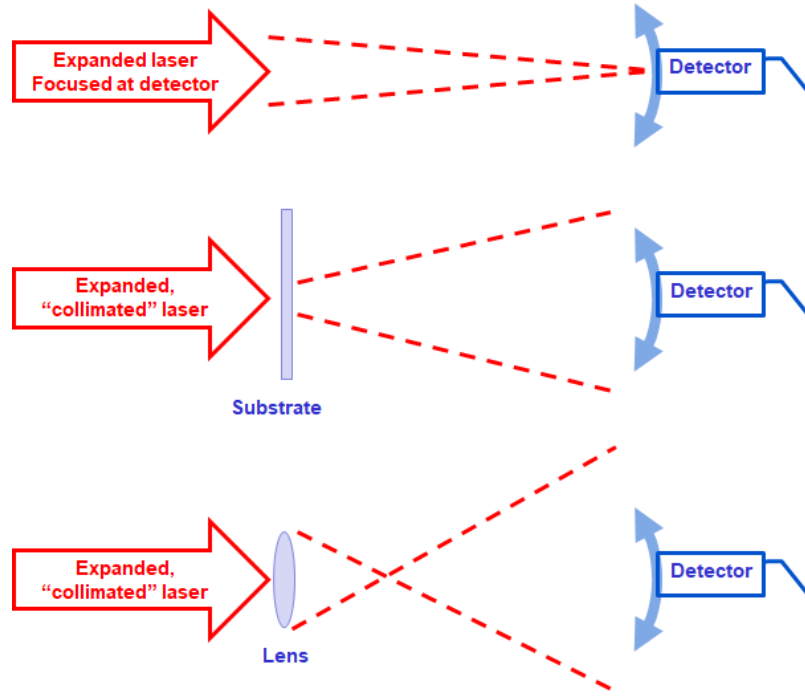 Expanded laser
Focused at detector
Detector
Expanded,
“collimated” laser
Detector
Substrate
Expanded,
“collimated” laser
Detector
Lens